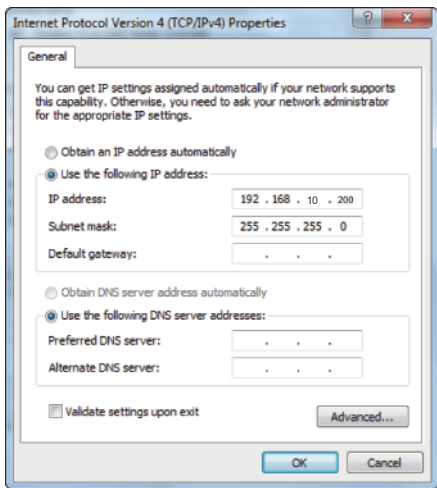 Internet Protocol Version 4 (TCP/IPv4) Properties
General
You can get IP settings assigned automatically if your network supports
this capability. Otherwise, you need to ask your network administrator
for the appropriate IP settings.
Obtain an IP address automatically
Use the following IP address:
IP address: 192 . 168 . 10 . 200
Subnet mask: 255 . 255 . 255 . 0
Default gateway: . . .
Obtain DNS server address automatically
Use the following DNS server addresses:
Preferred DNS server: . . .
Alternate DNS server: . . .
Validate settings upon exit
Advanced...
OK Cancel